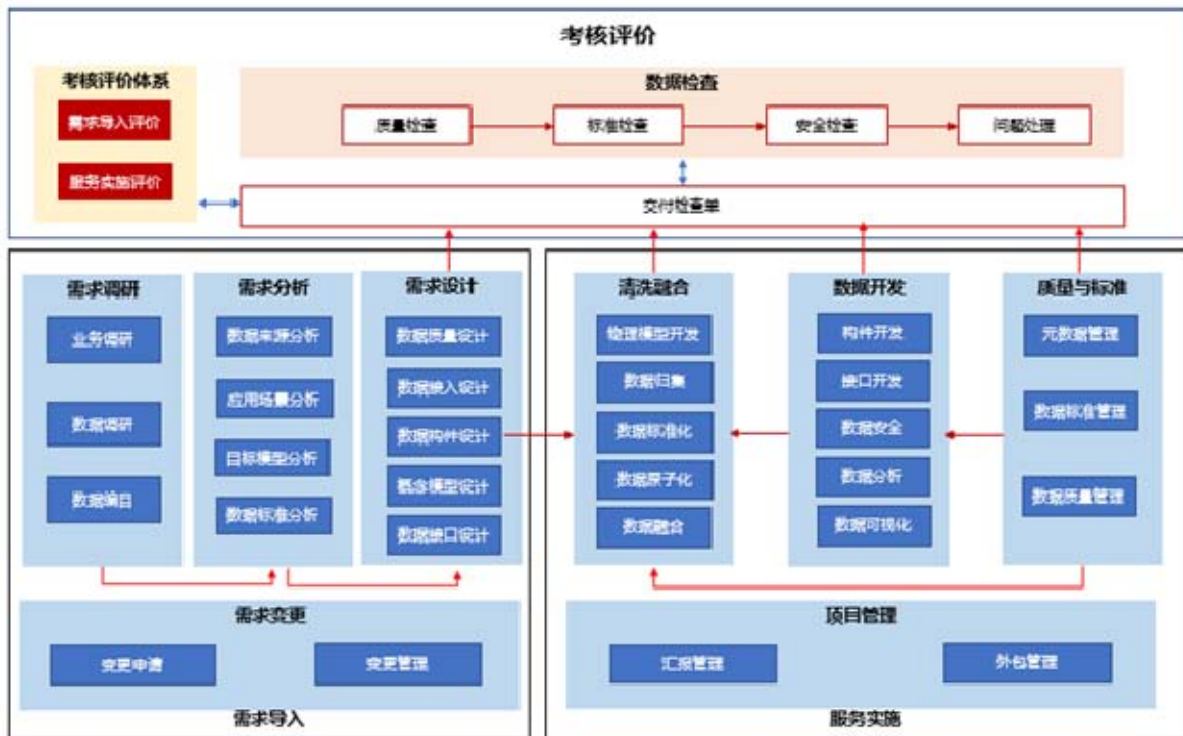 考核评价
考核评价体系
需求导入评价
服务实施评价
数据检查
质量检查
标准检查
安全检查
问题处理
交付检查单
需求调研
业务调研
数据调研
数据编目
需求分析
数据来源分析
应用场景分析
目标模型分析
数据标准分析
需求设计
数据质量设计
数据接入设计
数据构件设计
概念模型设计
数据接口设计
需求变更
变更申请
变更管理
需求导入
清洗融合
物理模型开发
数据归集
数据标准化
数据原子化
数据融合
数据开发
构件开发
接口开发
数据安全
数据分析
数据可视化
质量与标准
元数据管理
数据标准管理
数据质量管理
项目管理
汇报管理
外包管理
服务实施